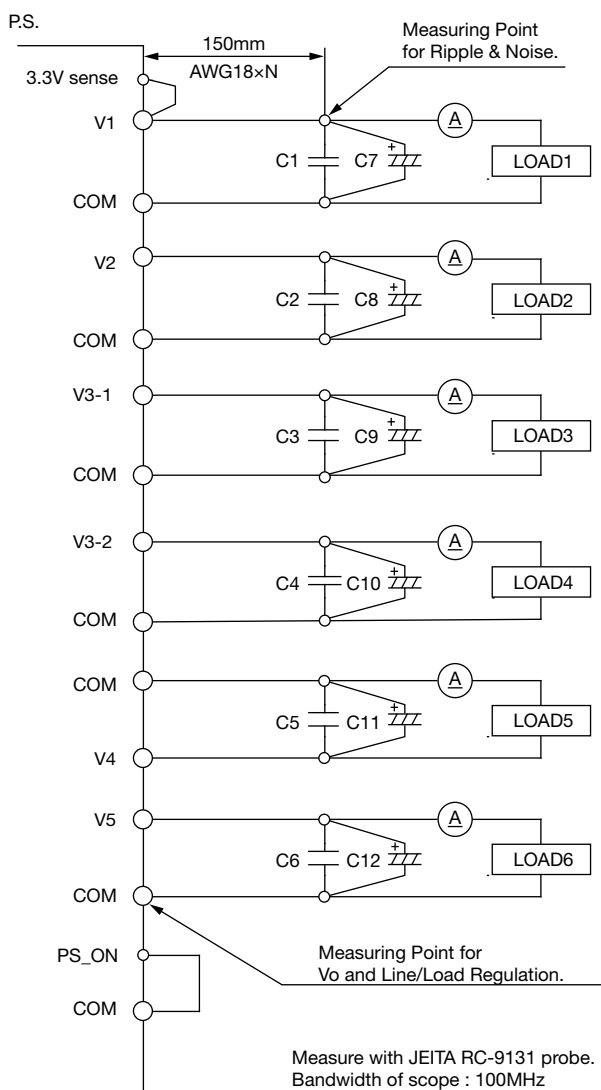 P.S.
Measuring Point
for Ripple & Noise.
150mm
AWG18×N
3.3V sense
V1
A
C1
C7
+
LOAD1
COM
V2
A
C2
C8
+
LOAD2
COM
V3-1
A
C3
C9
+
LOAD3
COM
V3-2
A
C4
C10
+
LOAD4
COM
COM
A
C5
C11
+
LOAD5
V4
V5
A
C6
C12
+
LOAD6
COM
PS_ON
COM
Measuring Point for
Vo and Line/Load Regulation.
Measure with JEITA RC-9131 probe.
Bandwidth of scope : 100MHz